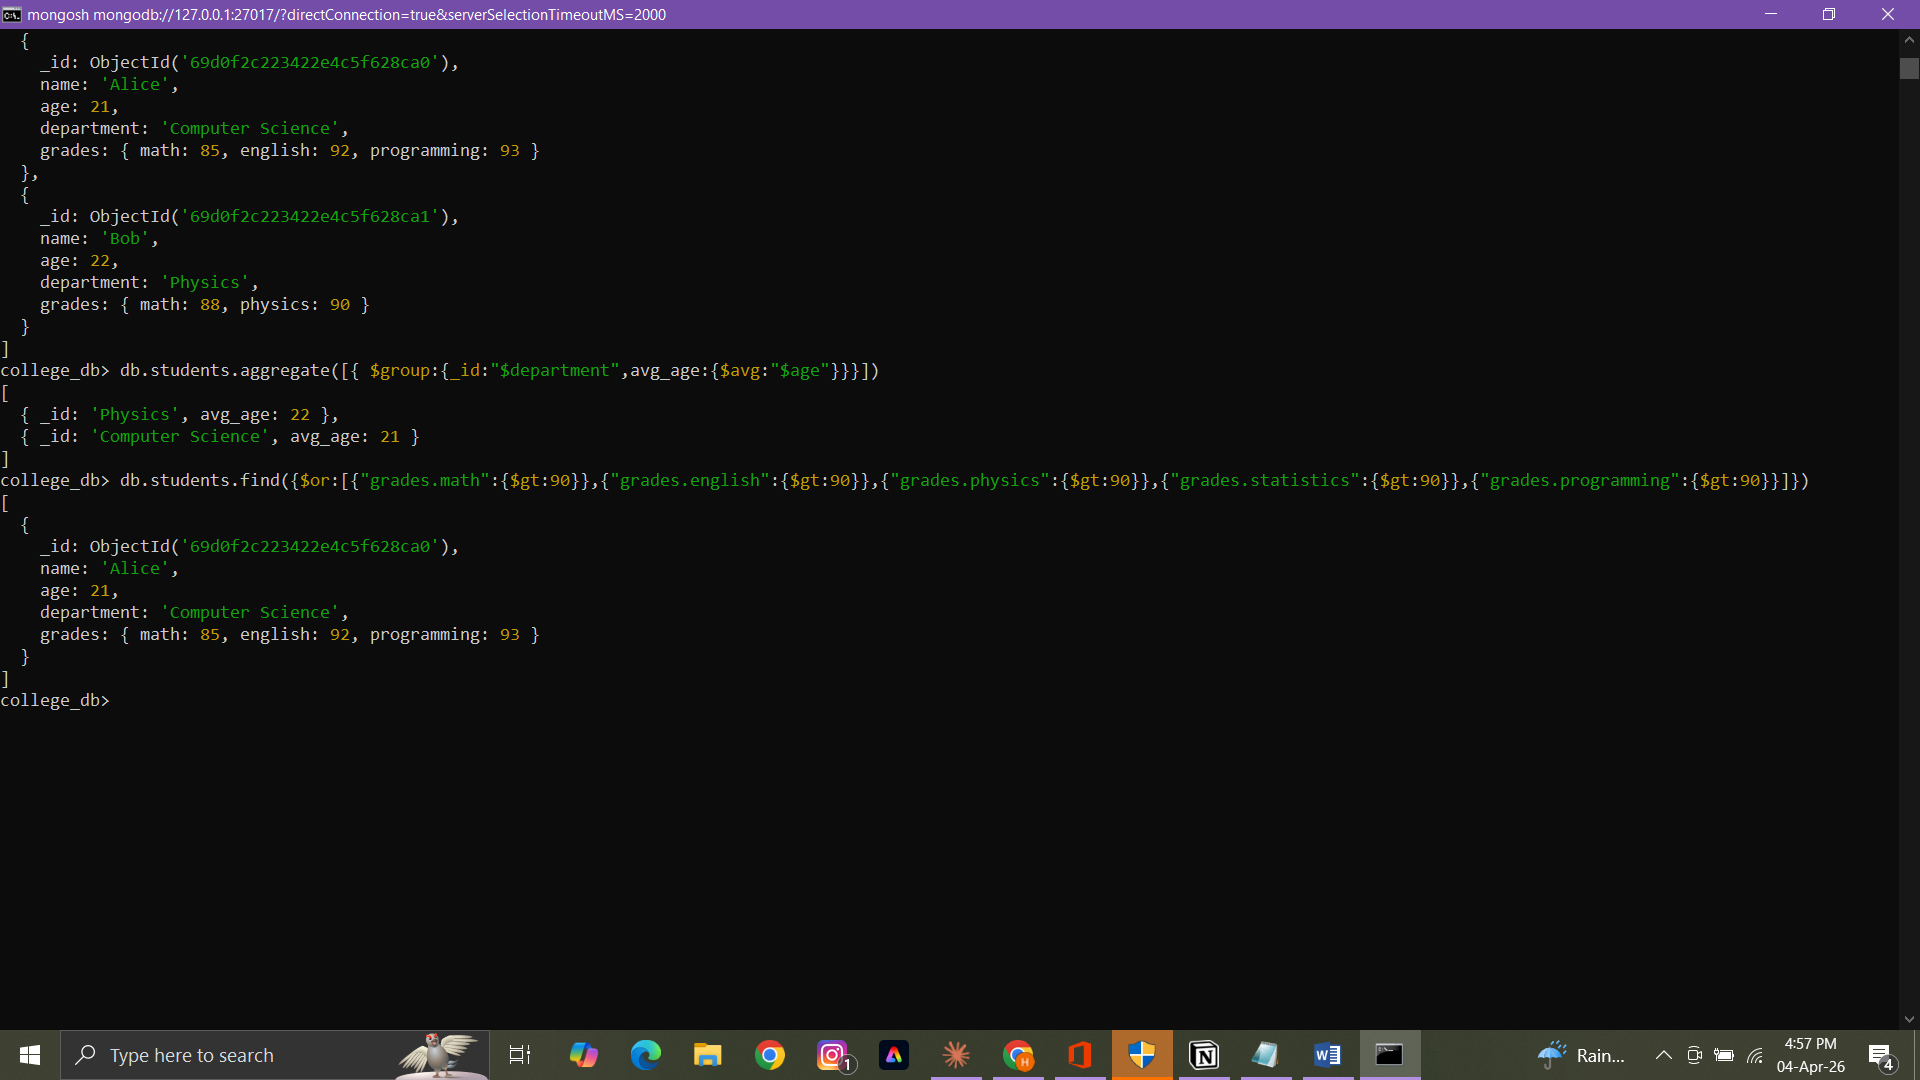 mongosh mongodb://127.0.0.1:27017/?directConnection=true&serverSelectionTimeoutMS=2000
  {
    _id: ObjectId('69d0f2c223422e4c5f628ca0'),
    name: 'Alice',
    age: 21,
    department: 'Computer Science',
    grades: { math: 85, english: 92, programming: 93 }
  },
  {
    _id: ObjectId('69d0f2c223422e4c5f628ca1'),
    name: 'Bob',
    age: 22,
    department: 'Physics',
    grades: { math: 88, physics: 90 }
  }
]
college_db> db.students.aggregate([{ $group:{_id:"$department",avg_age:{$avg:"$age"}}}])
[
  { _id: 'Physics', avg_age: 22 },
  { _id: 'Computer Science', avg_age: 21 }
]
college_db> db.students.find({$or:[{"grades.math":{$gt:90}},{"grades.english":{$gt:90}},{"grades.physics":{$gt:90}},{"grades.statistics":{$gt:90}},{"grades.programming":{$gt:90}}]})
[
  {
    _id: ObjectId('69d0f2c223422e4c5f628ca0'),
    name: 'Alice',
    age: 21,
    department: 'Computer Science',
    grades: { math: 85, english: 92, programming: 93 }
  }
]
college_db>
Type here to search
1
H
N
W
Rain...
4:57 PM
04-Apr-26
4